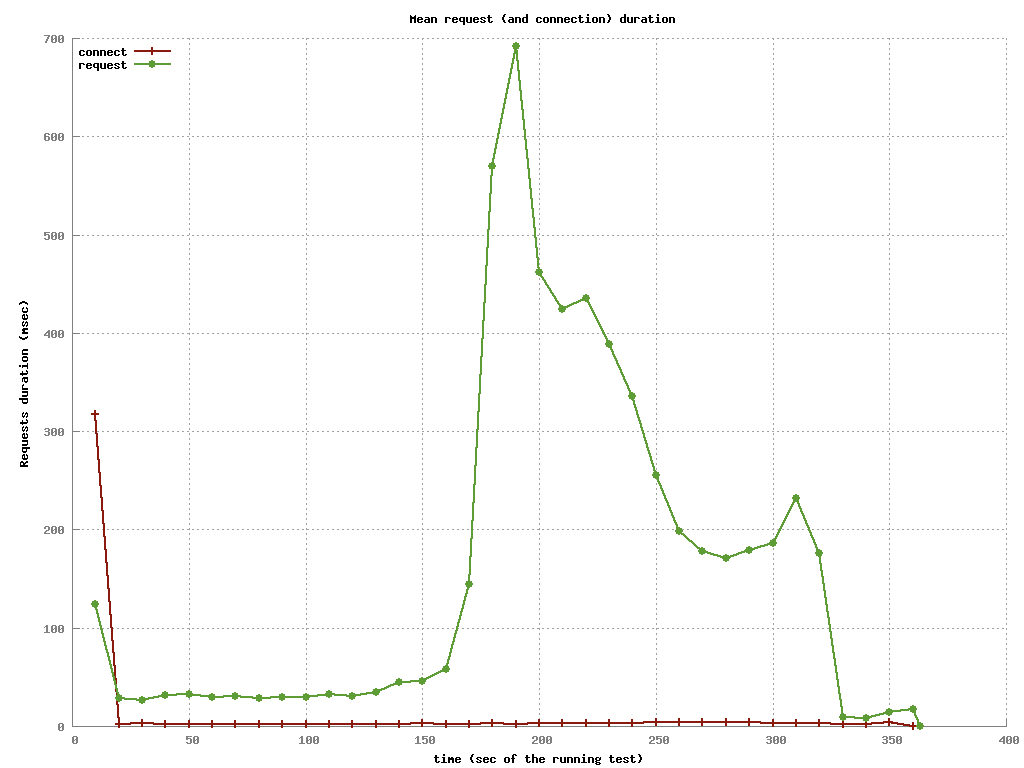 Mean request (and connection) duration
700
connect
request
600
500
400
300
200
100
0
Requests duration (msec)
0 50 100 150 200 250 300 350 400
time (sec of the running test)